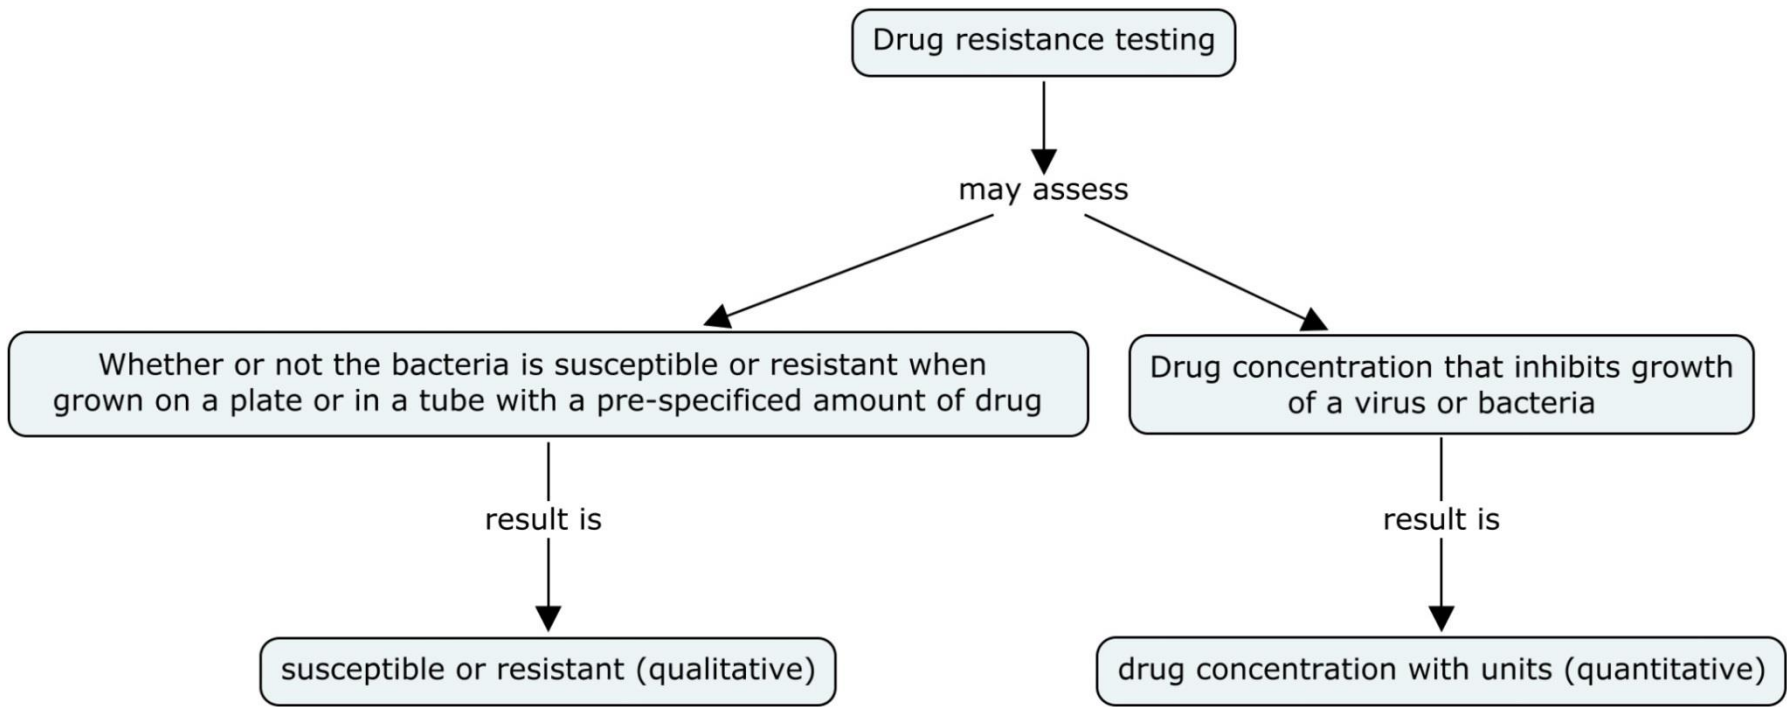 Drug resistance testing
may assess
Whether or not the bacteria is susceptible or resistant when
grown on a plate or in a tube with a pre-specificed amount of drug
Drug concentration that inhibits growth
of a virus or bacteria
result is
result is
susceptible or resistant (qualitative)
drug concentration with units (quantitative)